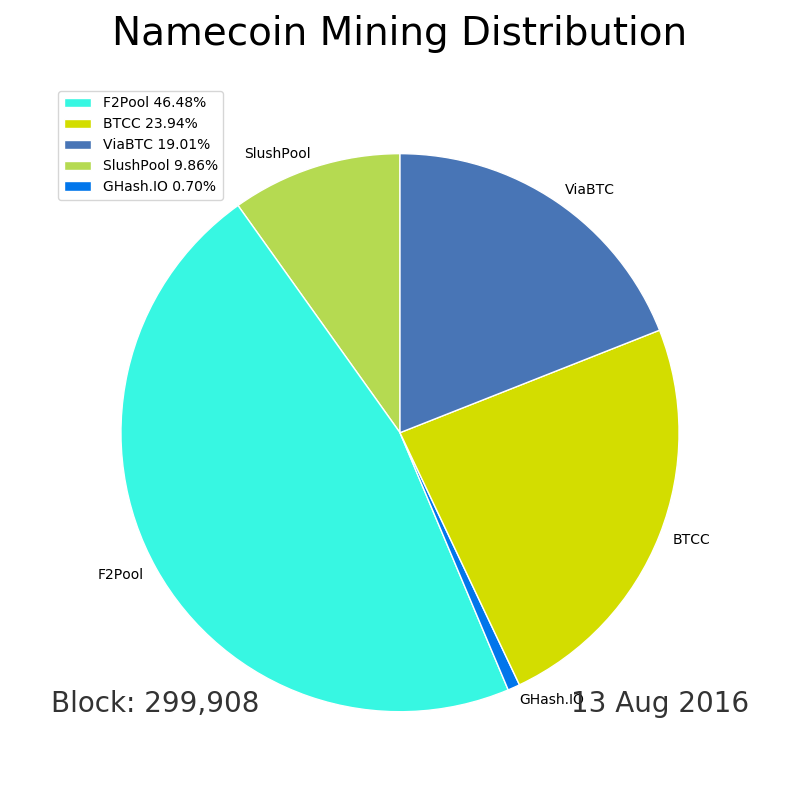 Namecoin Mining Distribution
F2Pool 46.48%
BTCC 23.94%
ViaBTC 19.01%
SlushPool 9.86%
GHash.IO 0.70%
SlushPool
ViaBTC
BTCC
F2Pool
GHash.IO
Block: 299,908
13 Aug 2016